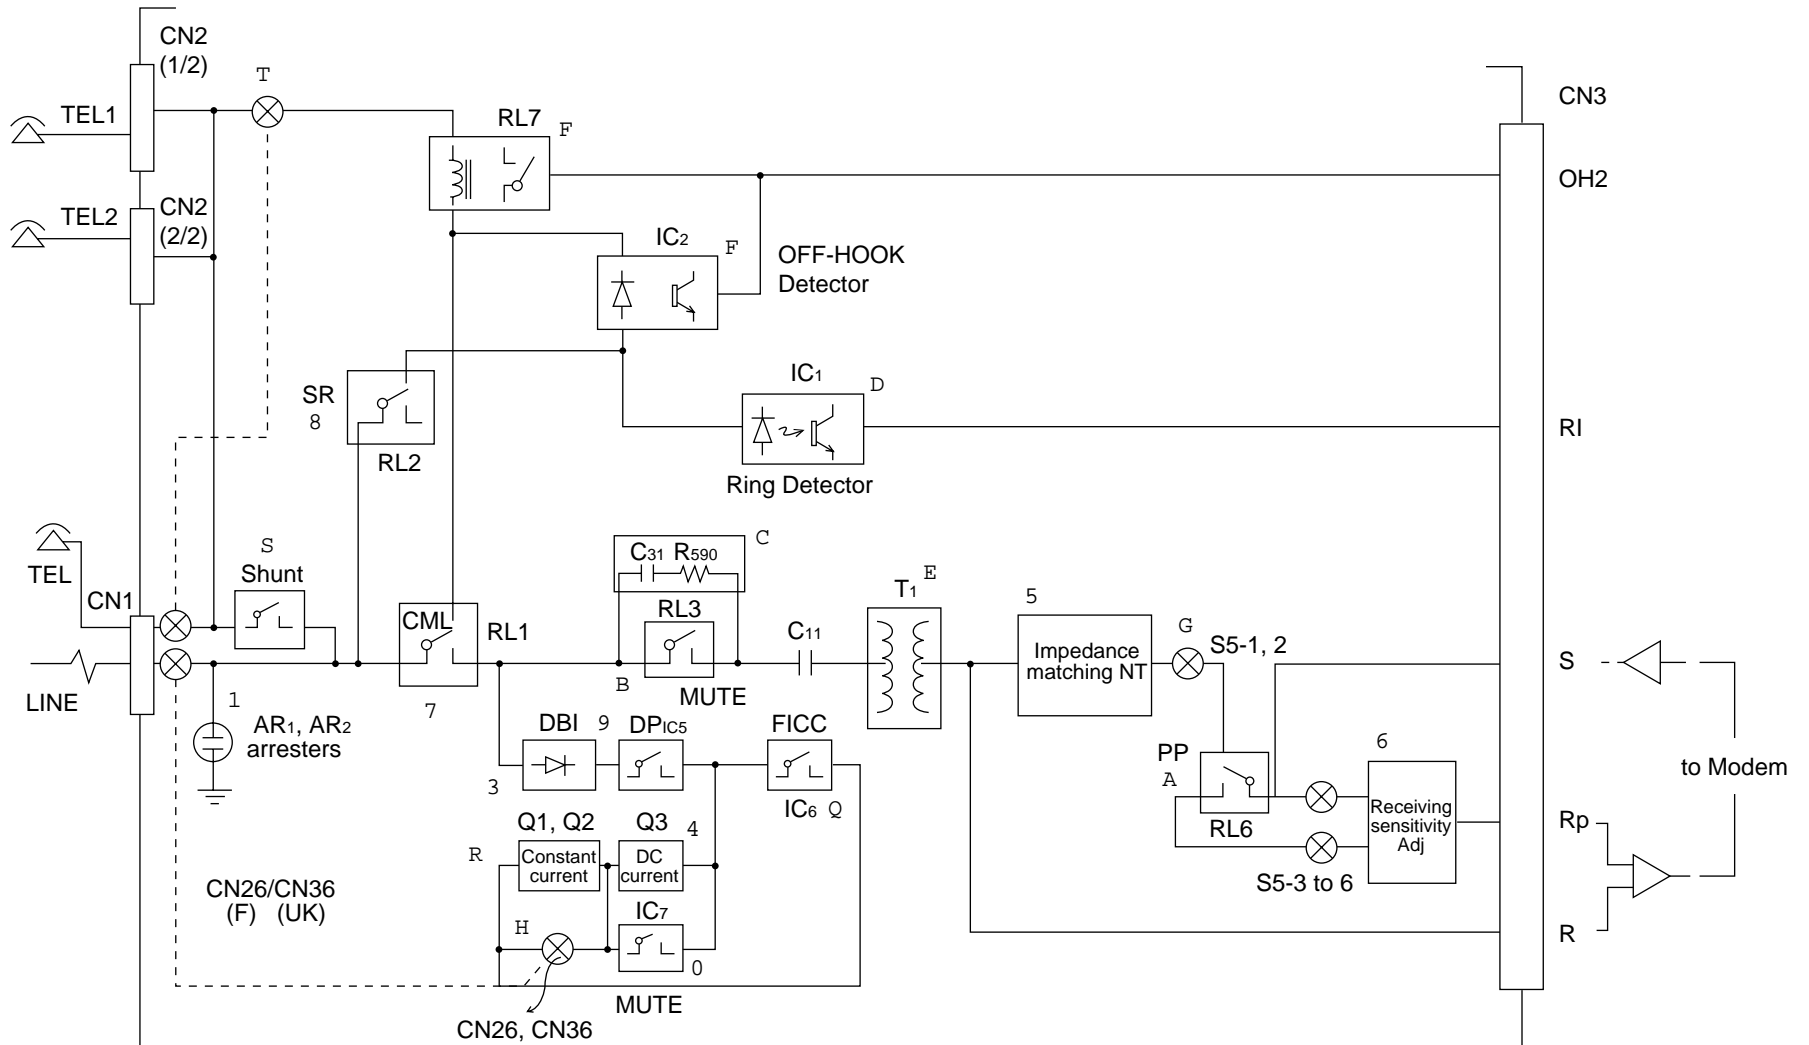 CN2
(1/2)
T
TEL1
RL7
F
CN3
OH2
TEL2
CN2
(2/2)
IC2
F
OFF-HOOK
Detector
SR
8
RL2
IC1
D
RI
Ring Detector
TEL
CN1
S
Shunt
C
C31 R590
RL3
CML
RL1
7
B
MUTE
C11
T1
E
5
Impedance
matching NT
G
S5-1, 2
S
LINE
1
AR1, AR2
arresters
3
DBI
9
DPIC5
FICC
IC6 Q
PP
A
RL6
6
Receiving
sensitivity
Adj
to Modem
Rp
S5-3 to 6
R
Q1, Q2
Q3
4
R
Constant
current
DC
current
H
IC7
0
MUTE
CN26/CN36
(F) (UK)
CN26, CN36